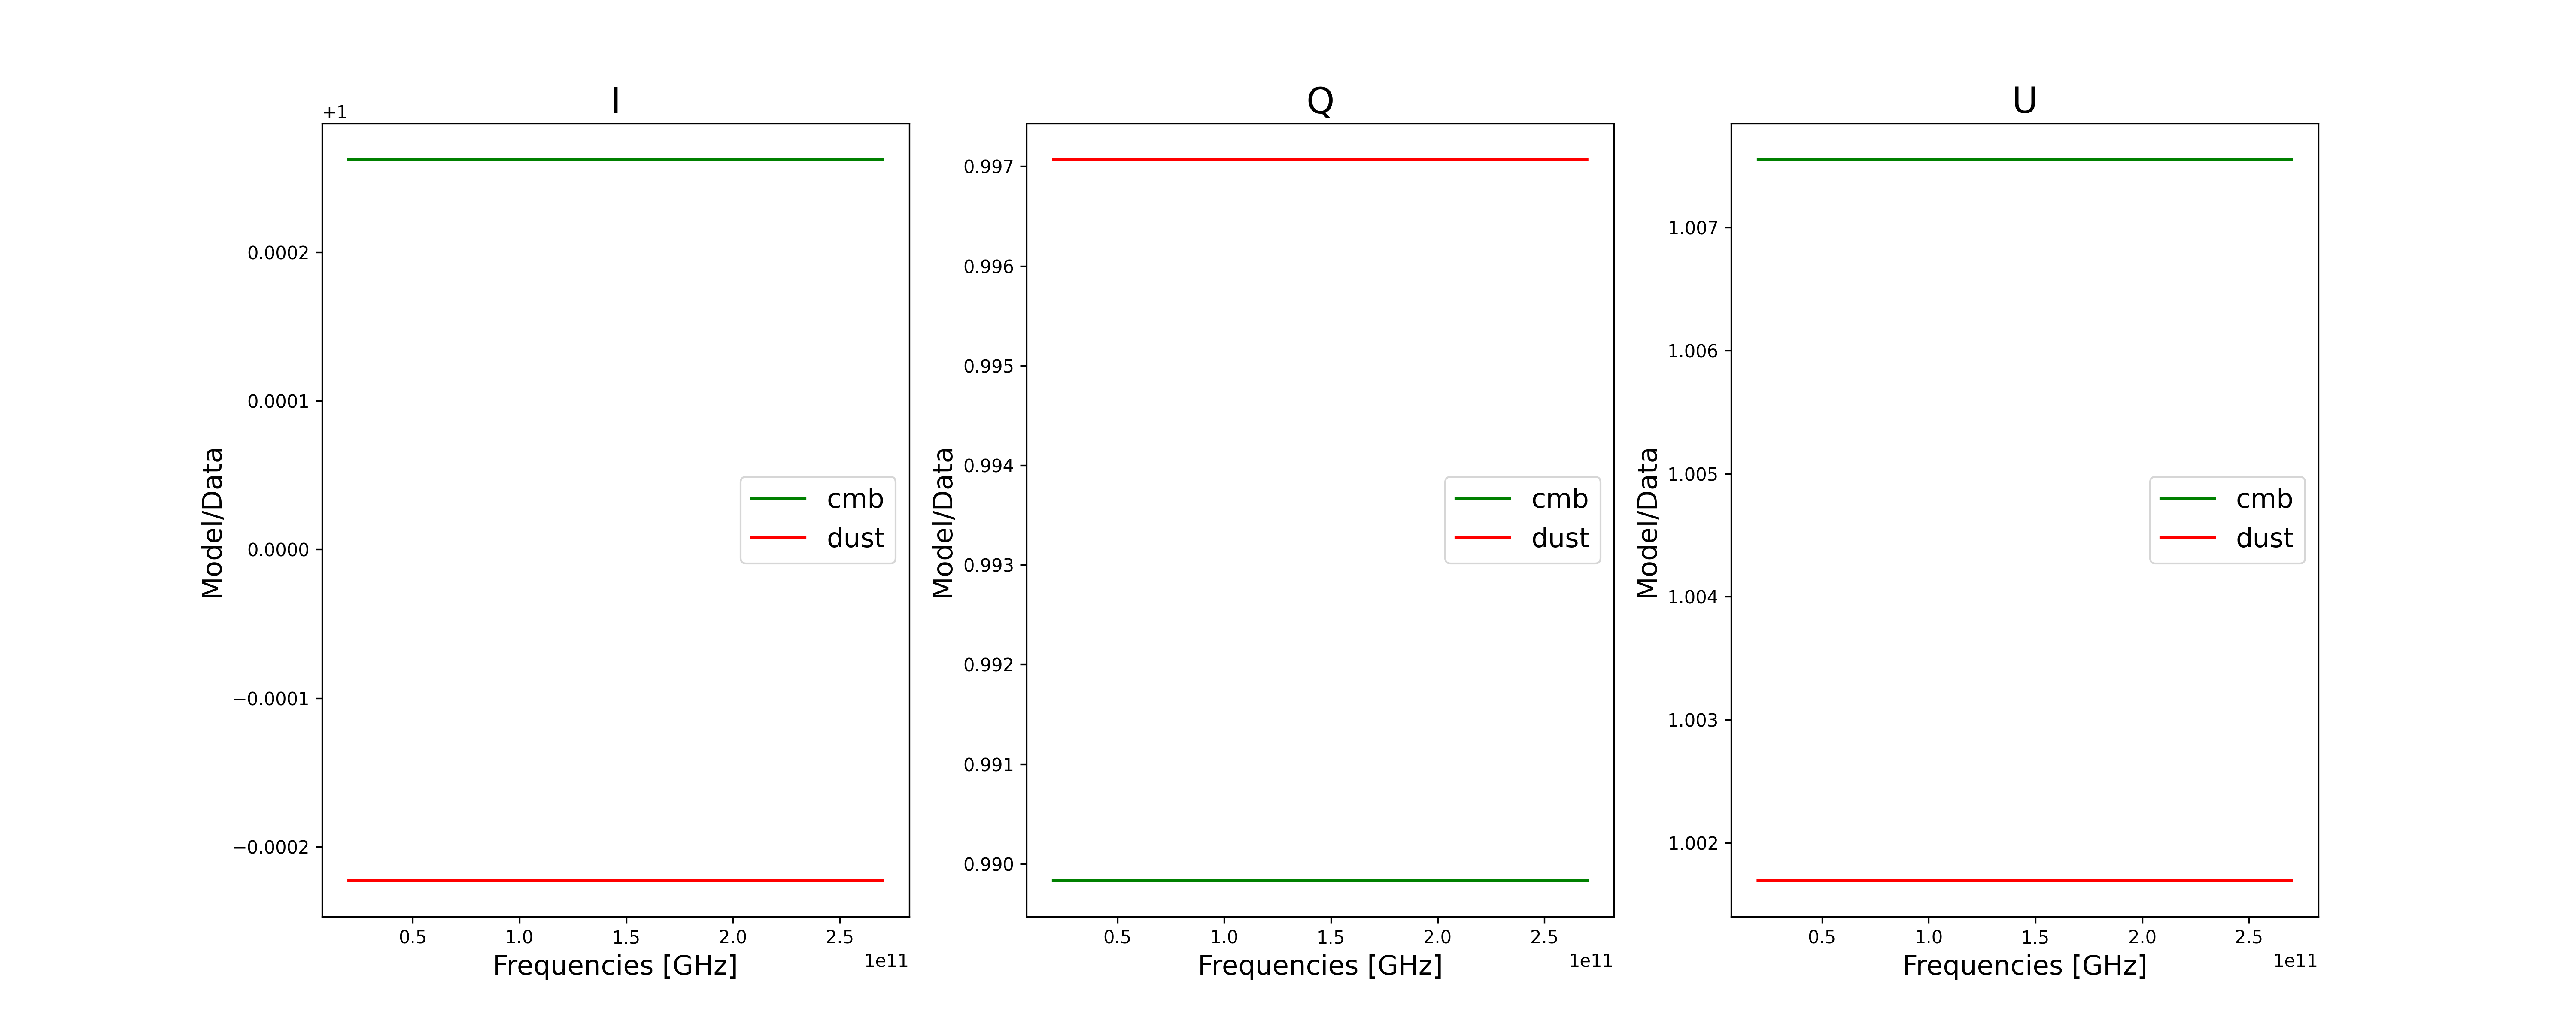 I
+1
Model/Data
0.0002
0.0001
0.0000
−0.0001
−0.0002
cmb
dust
0.5 1.0 1.5 2.0 2.5
Frequencies [GHz]
1e11
Q
Model/Data
0.997
0.996
0.995
0.994
0.993
0.992
0.991
0.990
cmb
dust
0.5 1.0 1.5 2.0 2.5
Frequencies [GHz]
1e11
U
Model/Data
1.007
1.006
1.005
1.004
1.003
1.002
cmb
dust
0.5 1.0 1.5 2.0 2.5
Frequencies [GHz]
1e11